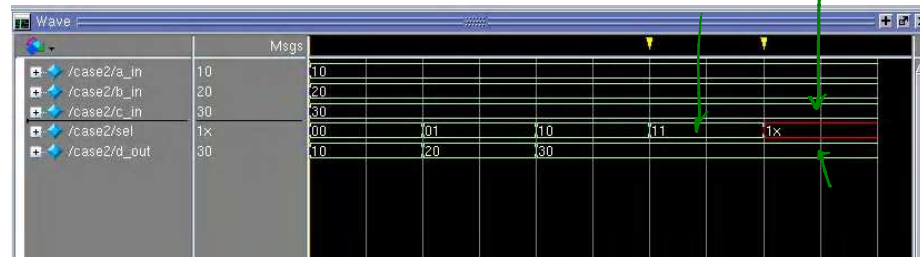 Wave
Msgs
/case2/a_in 10 10
/case2/b_in 20 20
/case2/c_in 30 30
/case2/sel 1x 00 01 10 11 1x
/case2/d_out 30 10 20 30